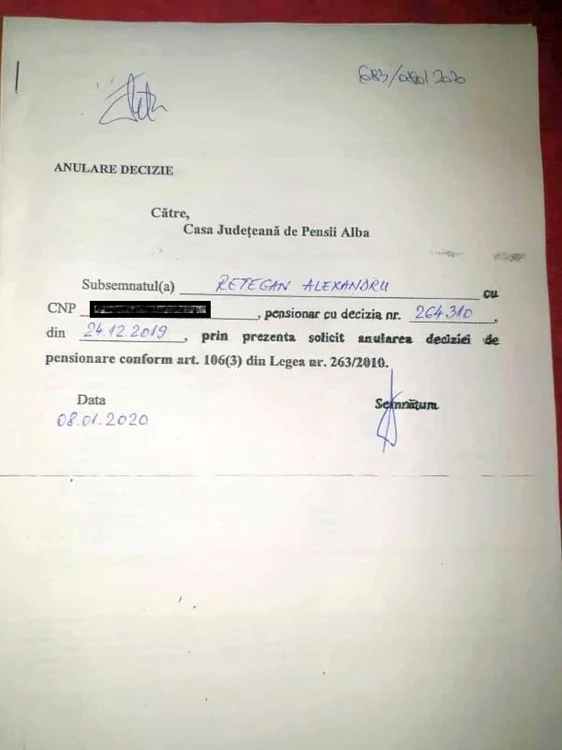 683/08.01 2020
ANULARE DECIZIE
Către,
Casa Județeană de Pensii Alba
Subsemnatul(a) RETEGAN ALEXANDRU cu
CNP , pensionar cu decizia nr. 264.310,
din 24.12.2019, prin prezenta solicit anularea deciziei de
pensionare conform art. 106(3) din Legea nr. 263/2010.
Data Semnătura
08.01.2020